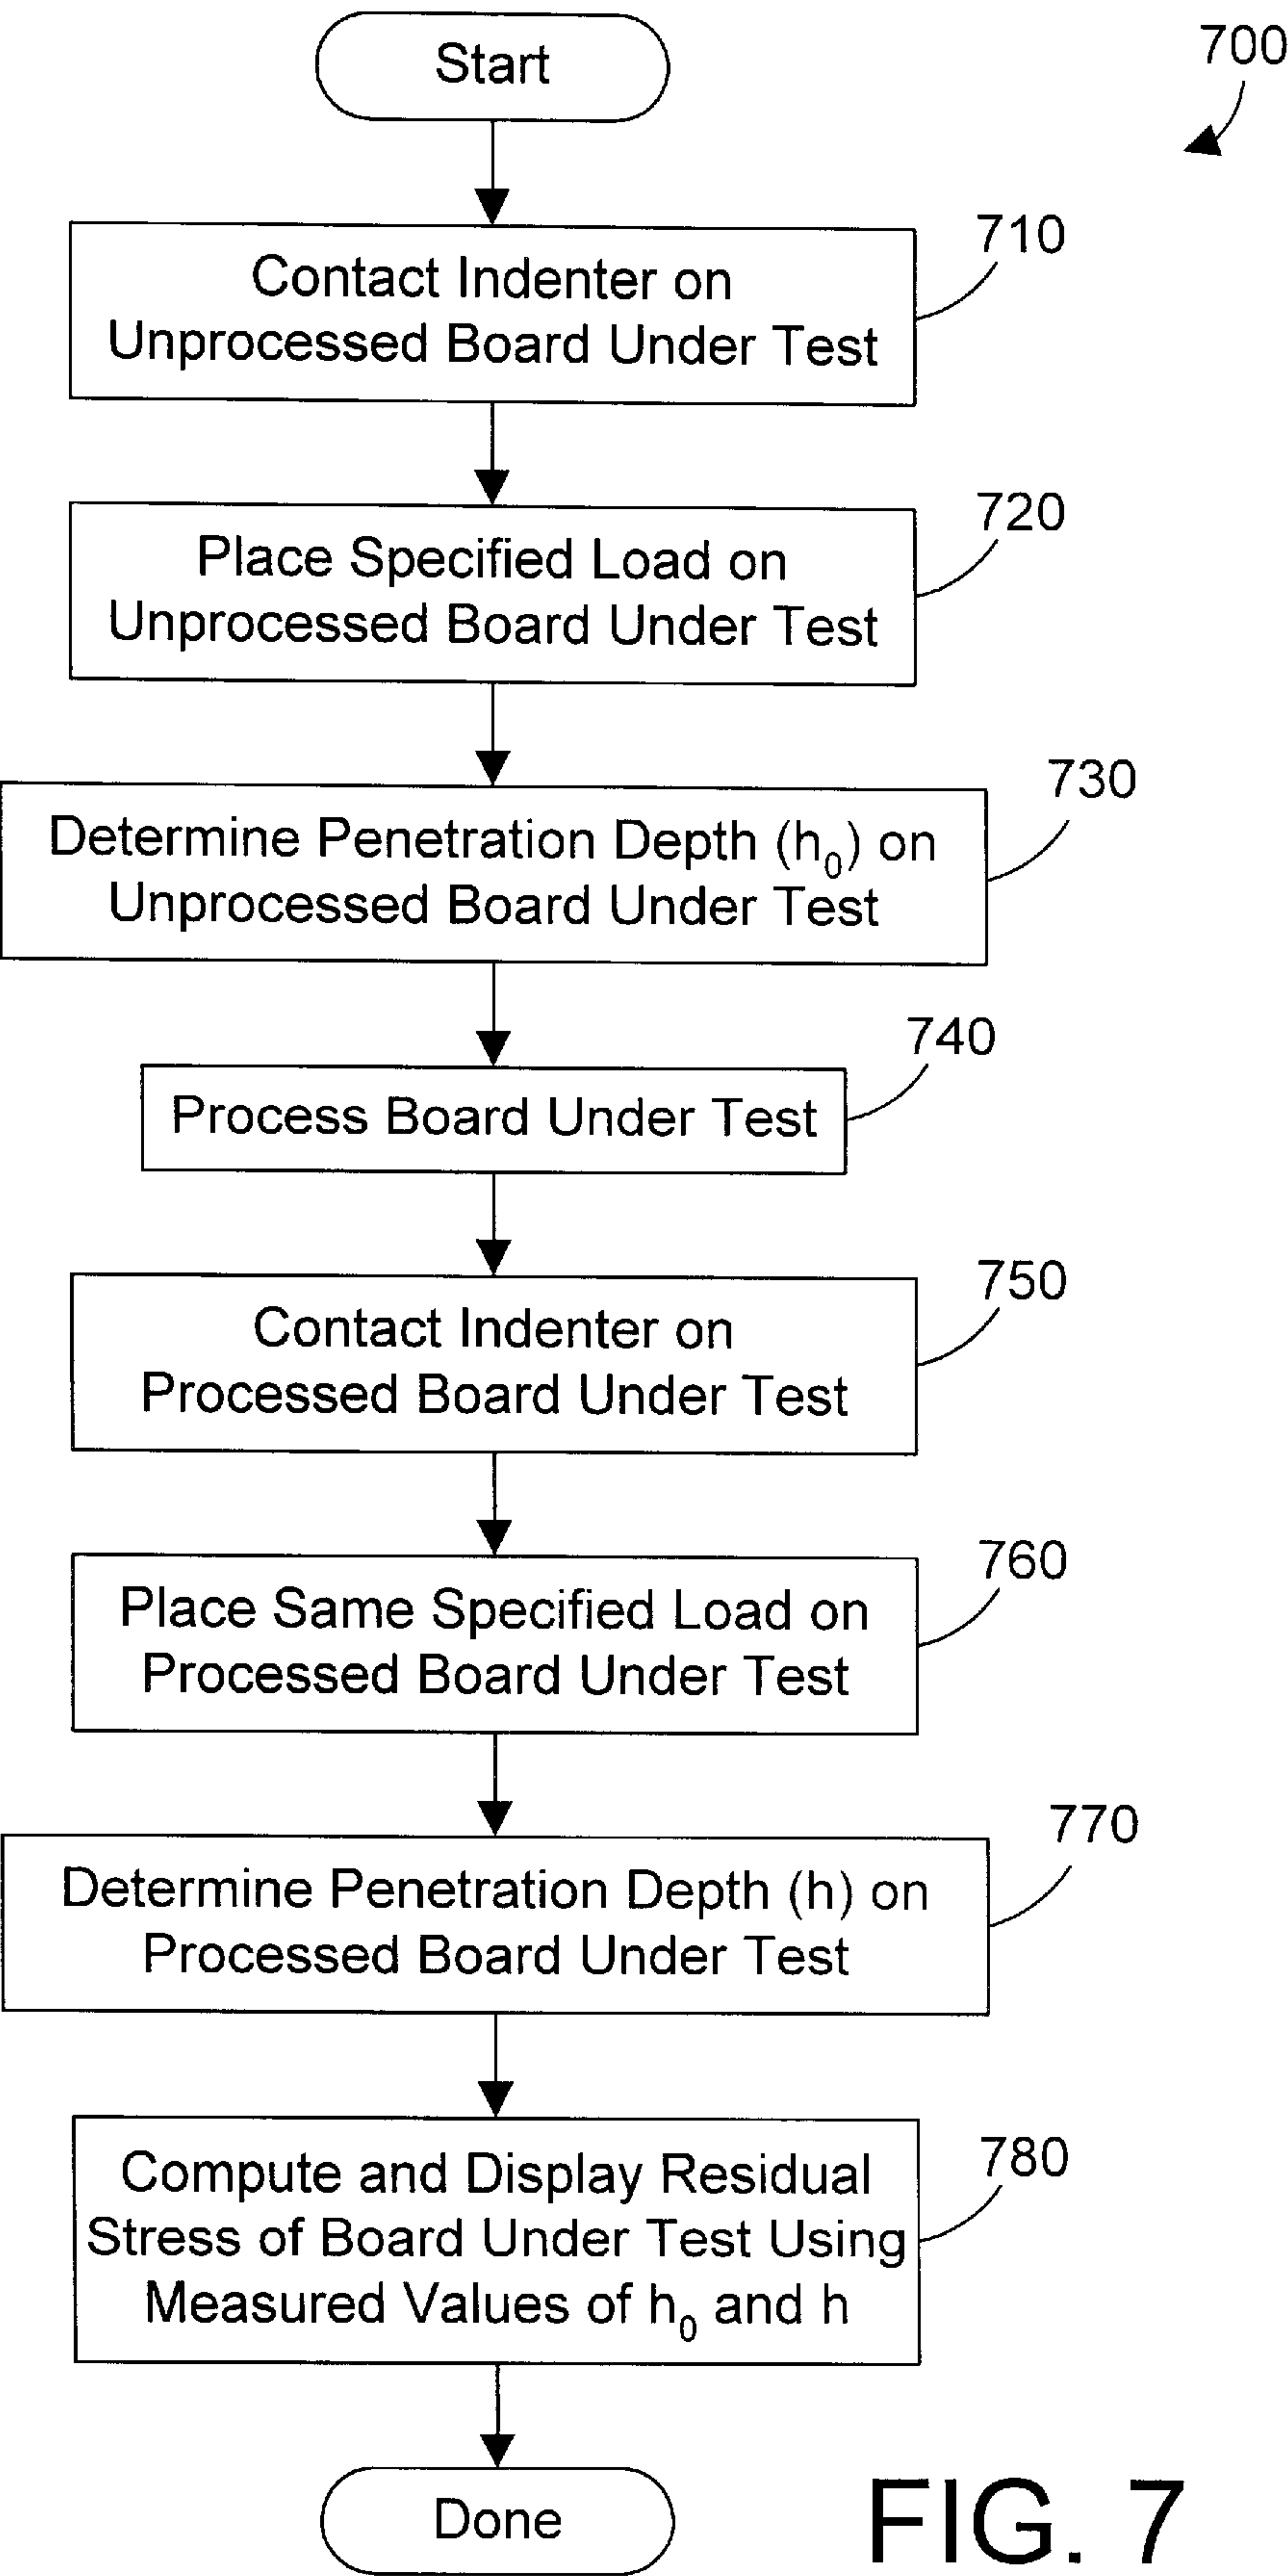 Start
700
710
Contact Indenter on
Unprocessed Board Under Test
720
Place Specified Load on
Unprocessed Board Under Test
730
Determine Penetration Depth (h₀) on
Unprocessed Board Under Test
740
Process Board Under Test
750
Contact Indenter on
Processed Board Under Test
760
Place Same Specified Load on
Processed Board Under Test
770
Determine Penetration Depth (h) on
Processed Board Under Test
780
Compute and Display Residual
Stress of Board Under Test Using
Measured Values of h₀ and h
Done
FIG. 7